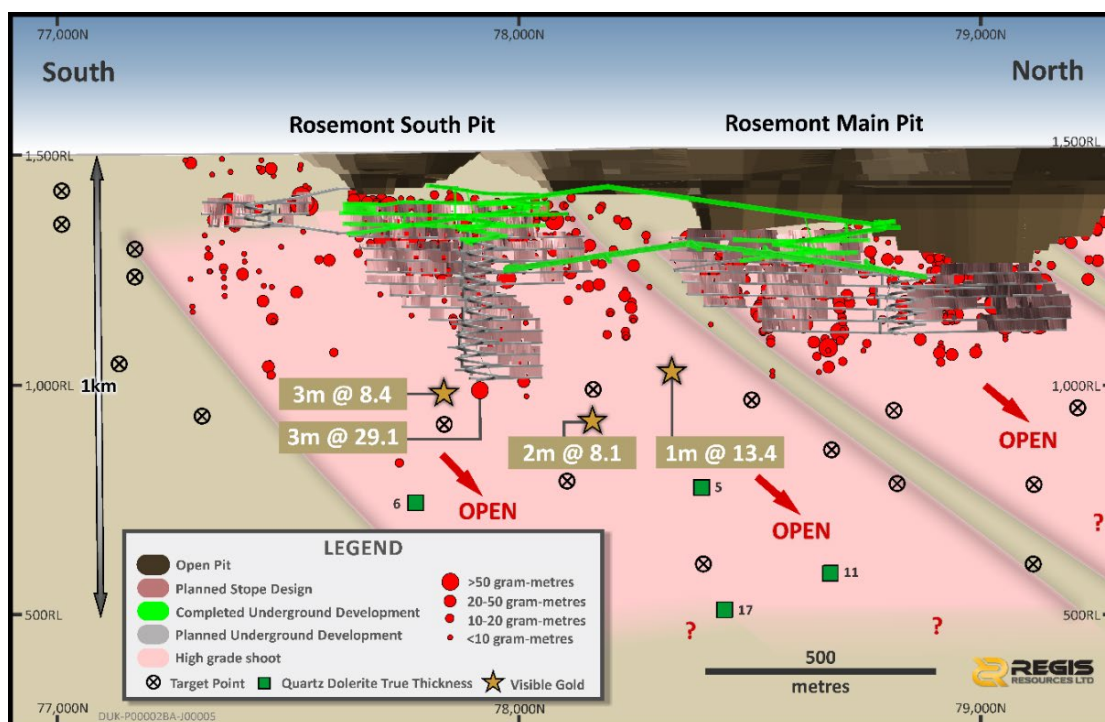 77,000N
78,000N
79,000N
South
North
Rosemont South Pit
Rosemont Main Pit
1,500RL
1,500RL
1km
1,000RL
1,000RL
3m @ 8.4
3m @ 29.1
2m @ 8.1
1m @ 13.4
OPEN
OPEN
OPEN
6
5
11
17
?
?
?
500RL
500RL
LEGEND
Open Pit
Planned Stope Design
Completed Underground Development
Planned Underground Development
High grade shoot
>50 gram-metres
20-50 gram-metres
10-20 gram-metres
<10 gram-metres
Target Point
Quartz Dolerite True Thickness
Visible Gold
500
metres
REGIS
RESOURCES LTD
77,000N
78,000N
79,000N
DUK-P00002BA-J00005